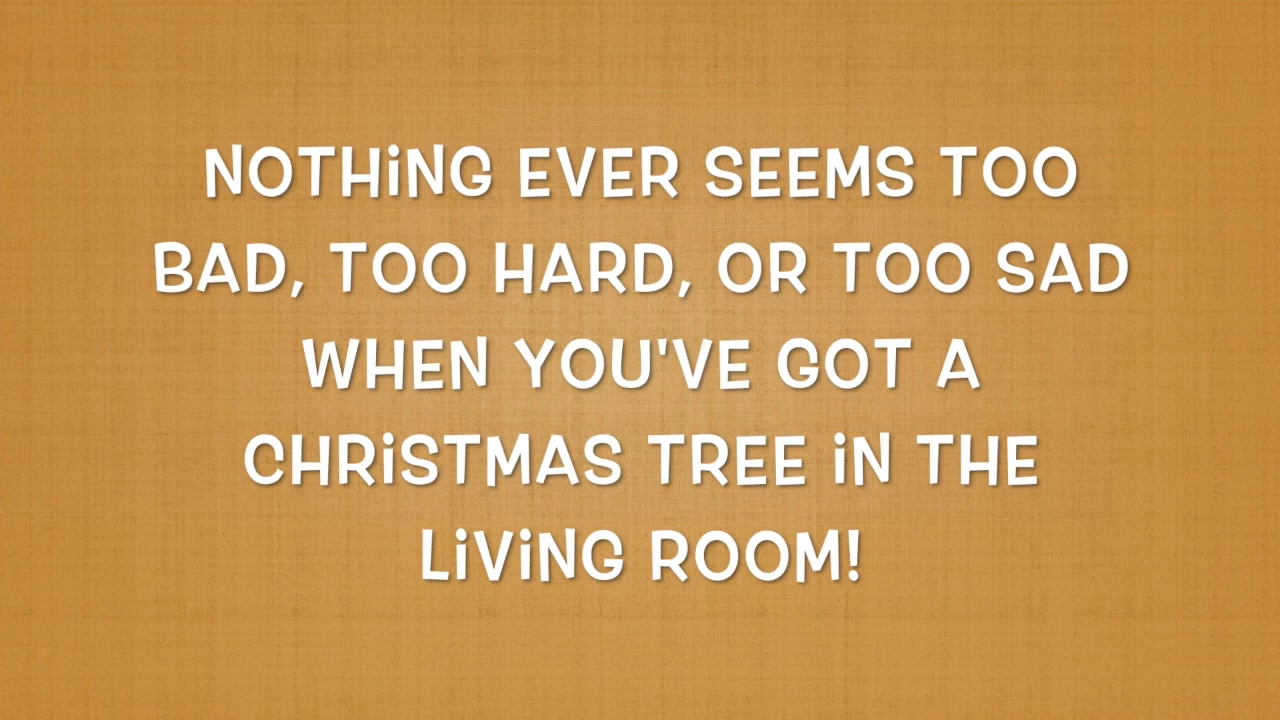 NOTHiNG EVER SEEMS TOO
BAD, TOO HARD, OR TOO SAD
WHEN YOU'VE GOT A
CHRiSTMAS TREE iN THE
LiViNG ROOM!